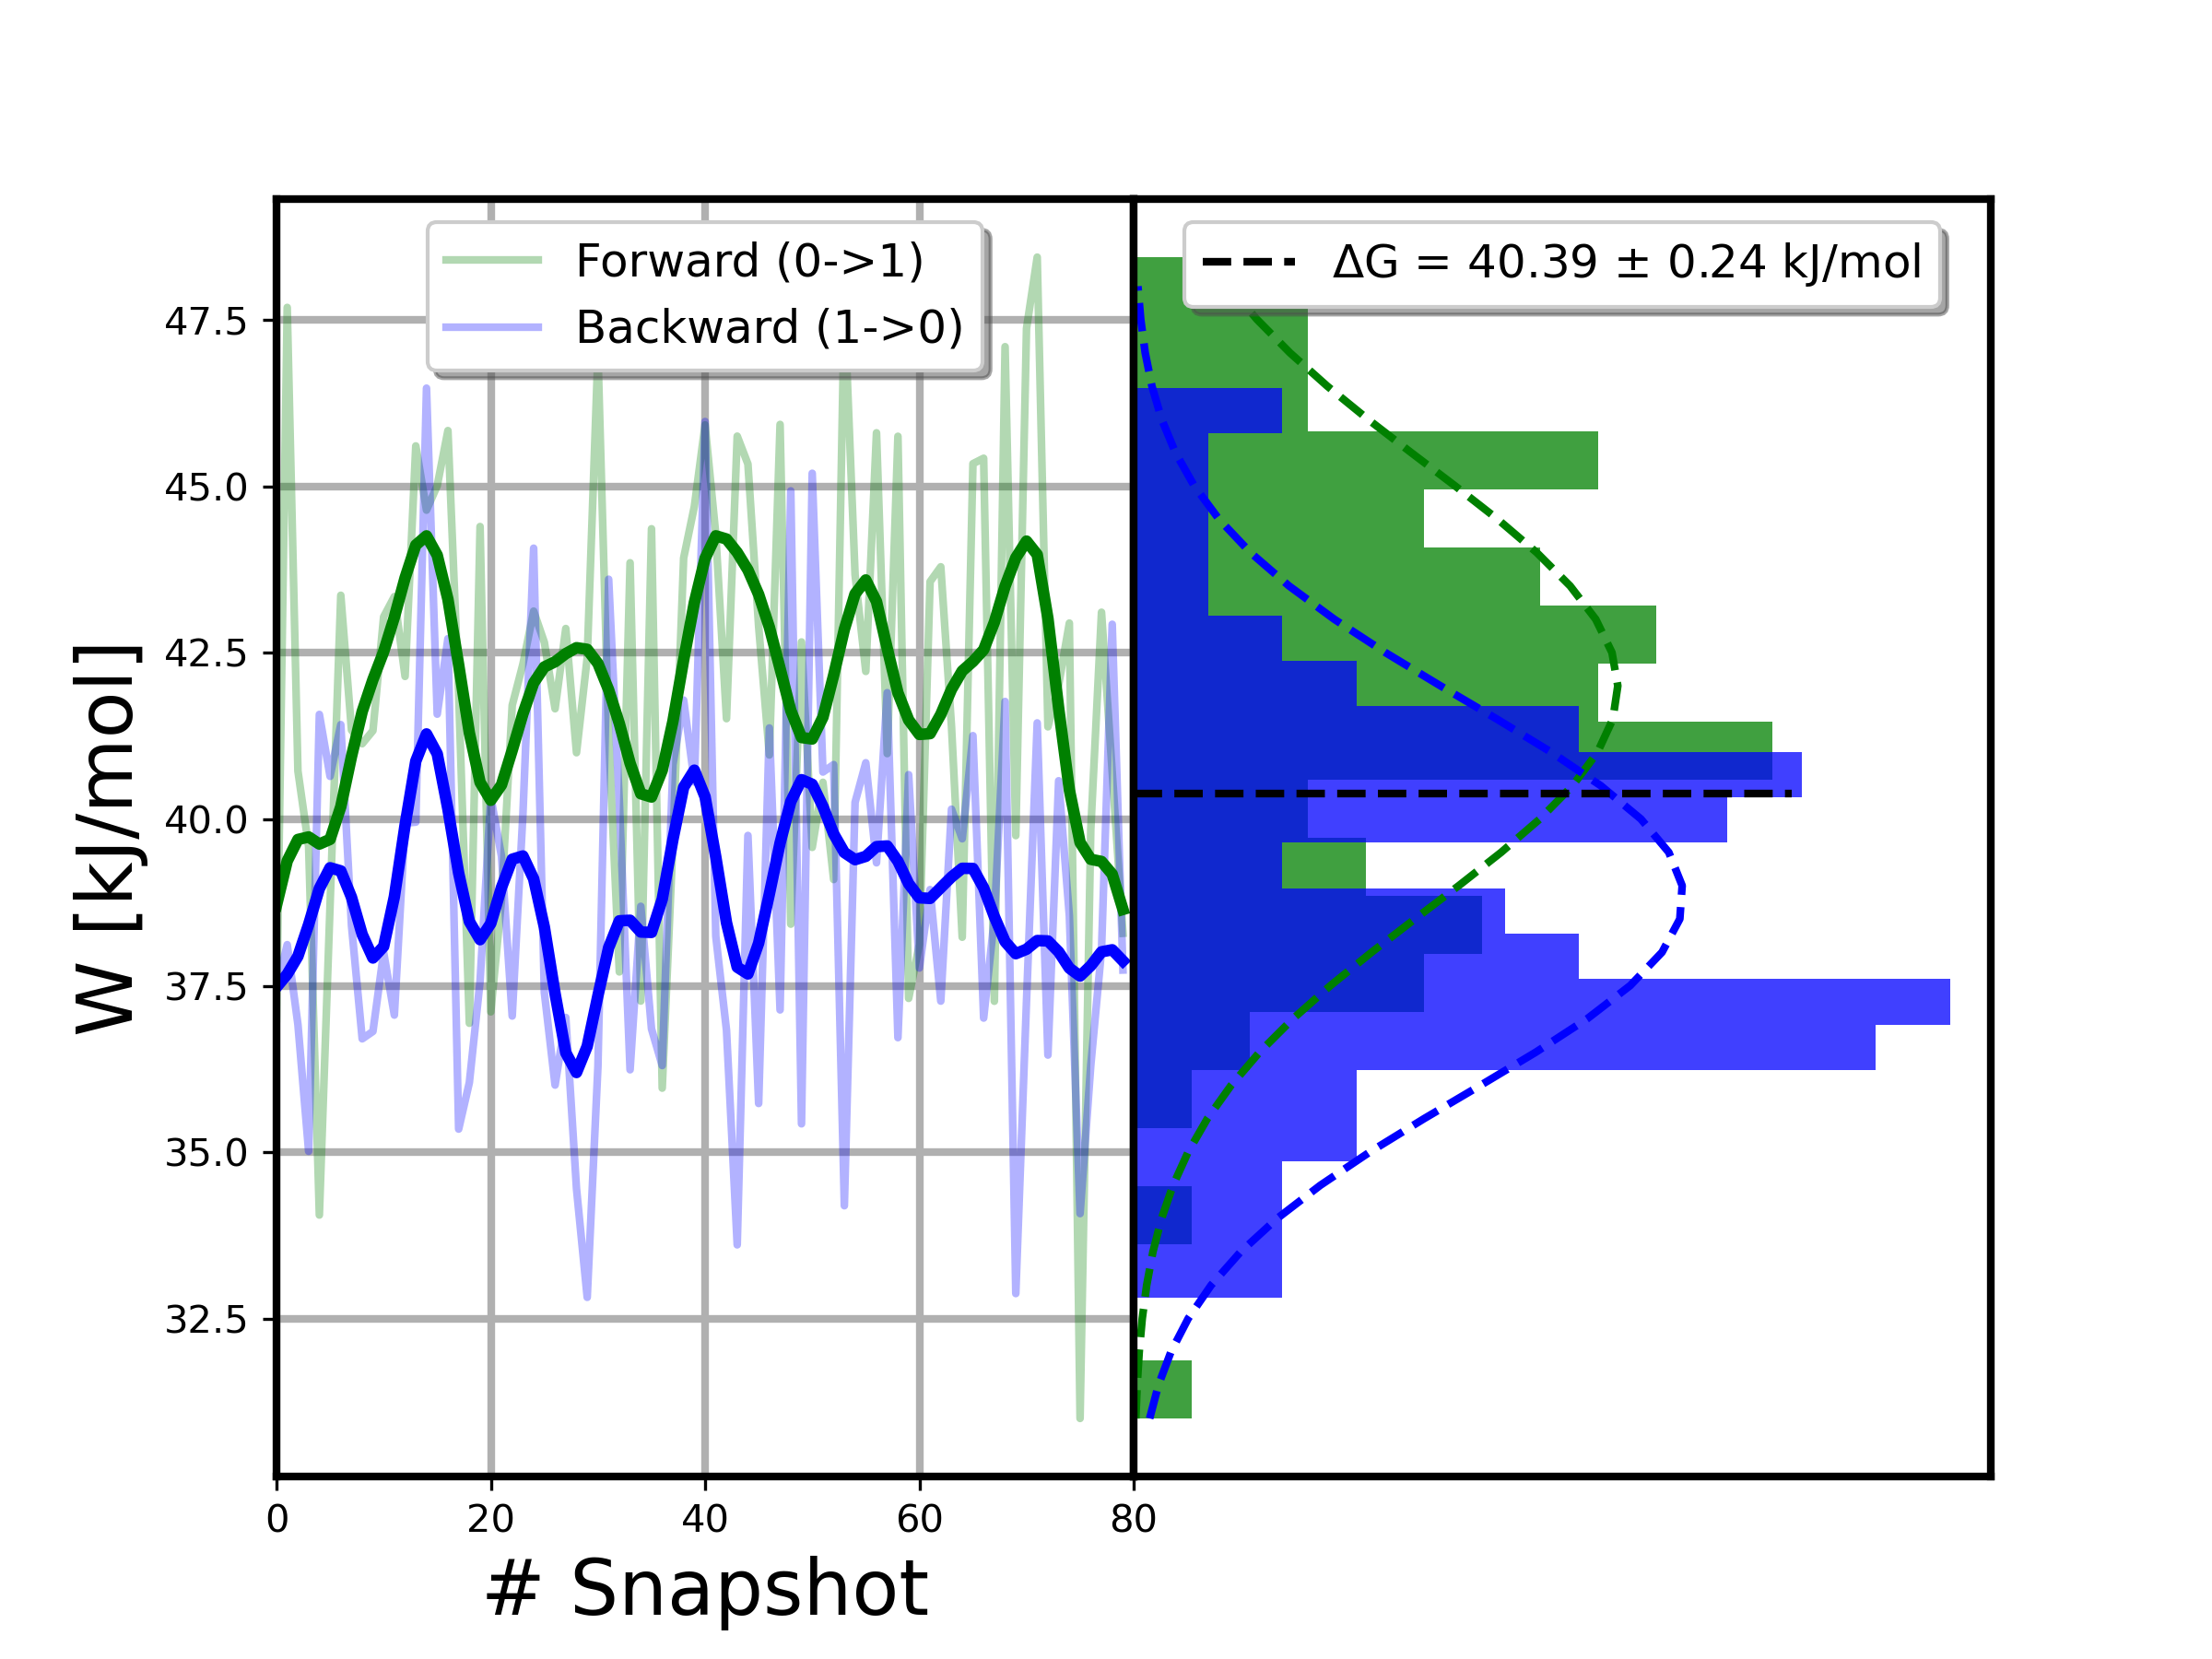 Forward (0->1)
Backward (1->0)
ΔG = 40.39 ± 0.24 kJ/mol
47.5
45.0
42.5
40.0
37.5
35.0
32.5
W [kJ/mol]
0 20 40 60 80
# Snapshot